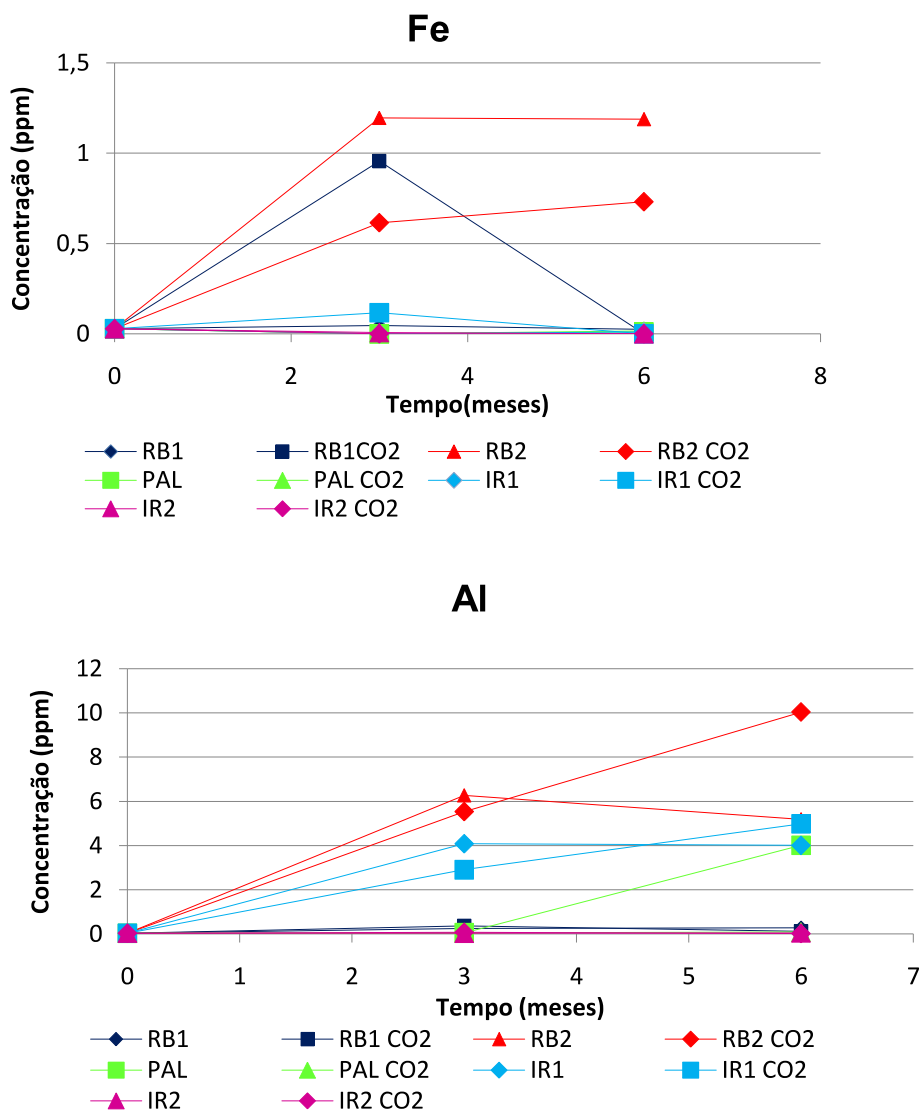 Fe
Concentração (ppm)
1,5
1
0,5
0
0 2 4 6 8
Tempo(meses)
RB1 RB1CO2 RB2 RB2 CO2
PAL PAL CO2 IR1 IR1 CO2
IR2 IR2 CO2
Al
Concentração (ppm)
12
10
8
6
4
2
0
0 1 2 3 4 5 6 7
Tempo (meses)
RB1 RB1 CO2 RB2 RB2 CO2
PAL PAL CO2 IR1 IR1 CO2
IR2 IR2 CO2